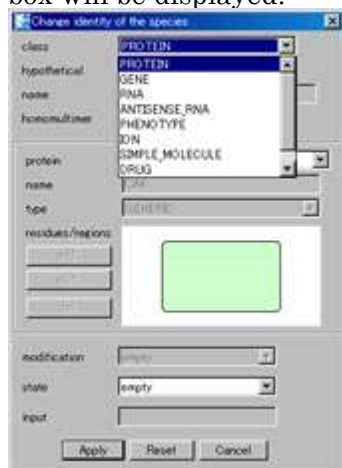 box will be displayed.
Change identity of the species
class PROTEIN
PROTEIN
hypothetical
GENE
name RNA
ANTISENSE_RNA
homomultimer PHENOTYPE
ION
SIMPLE_MOLECULE
protein DRUG
name
type GENERIC
residues/regions
modification empty
state empty
input
Apply Reset Cancel